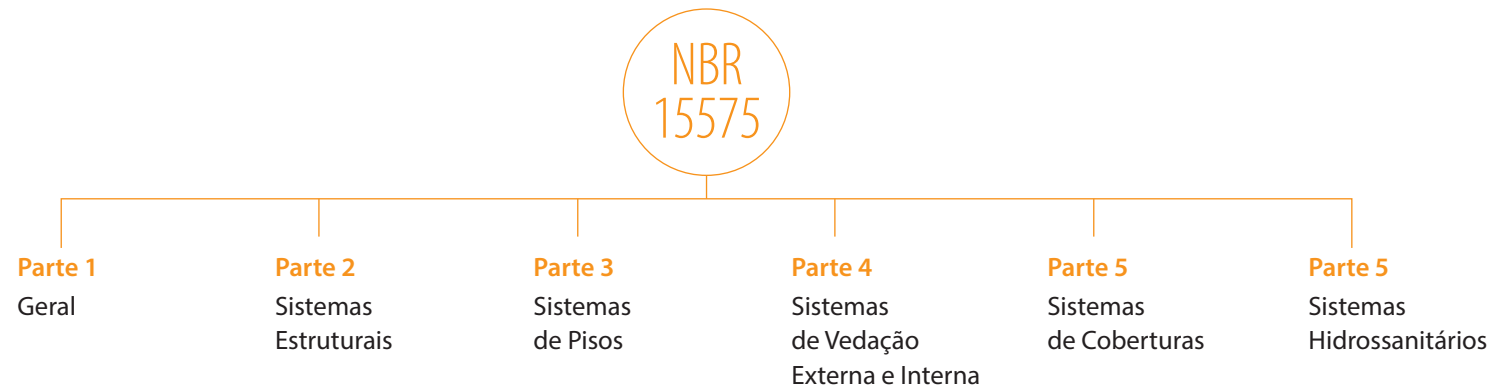 NBR
15575
Parte 1
Geral
Parte 2
Sistemas
Estruturais
Parte 3
Sistemas
de Pisos
Parte 4
Sistemas
de Vedação
Externa e Interna
Parte 5
Sistemas
de Coberturas
Parte 5
Sistemas
Hidrossanitários